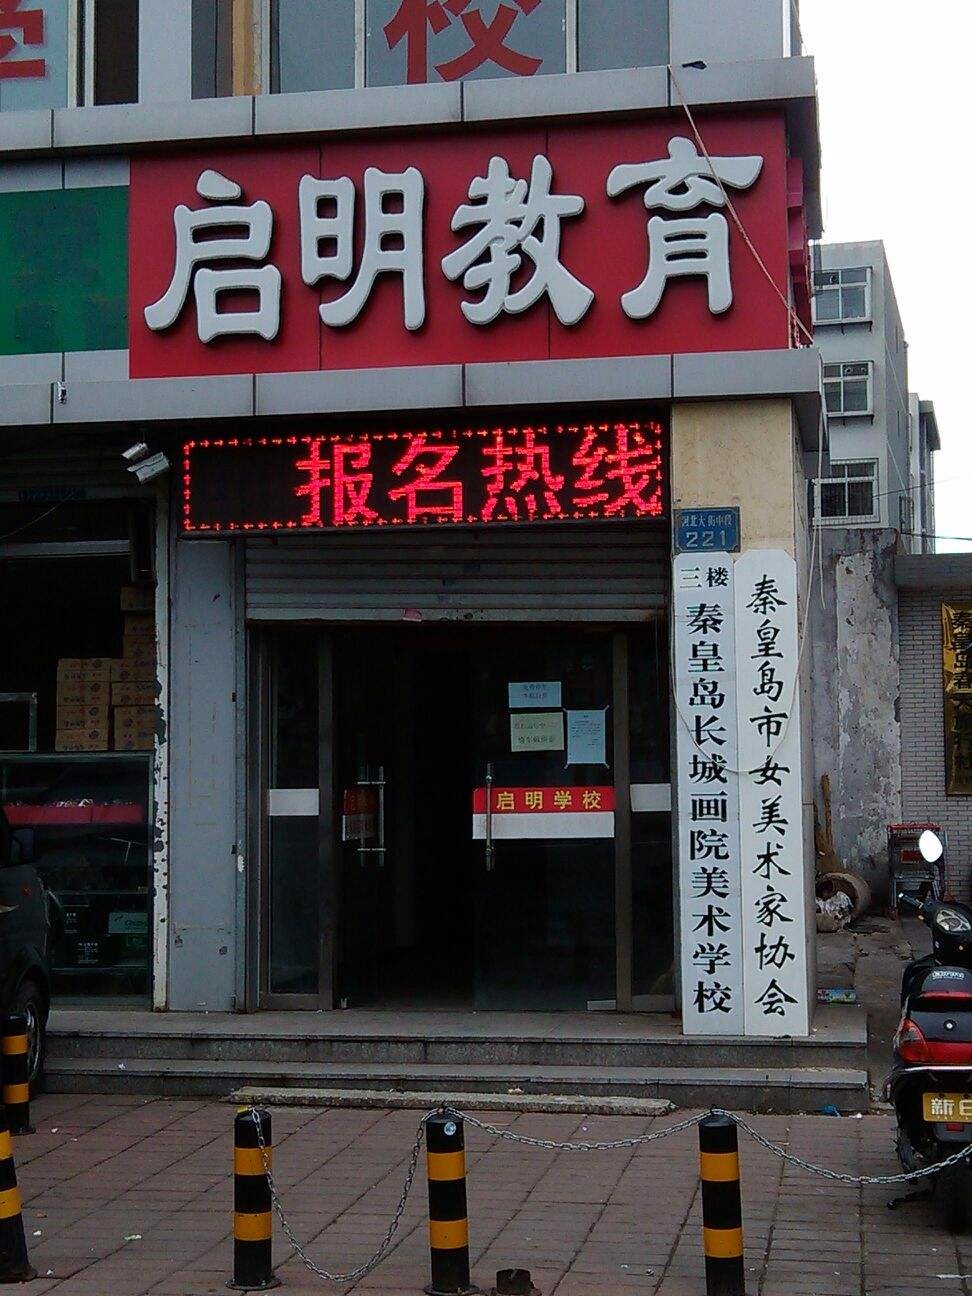 校
启明教育
报名热线
河北大街中段
221
三楼
秦皇岛长城画院美术学校
秦皇岛市女美术家协会
启明学校
新